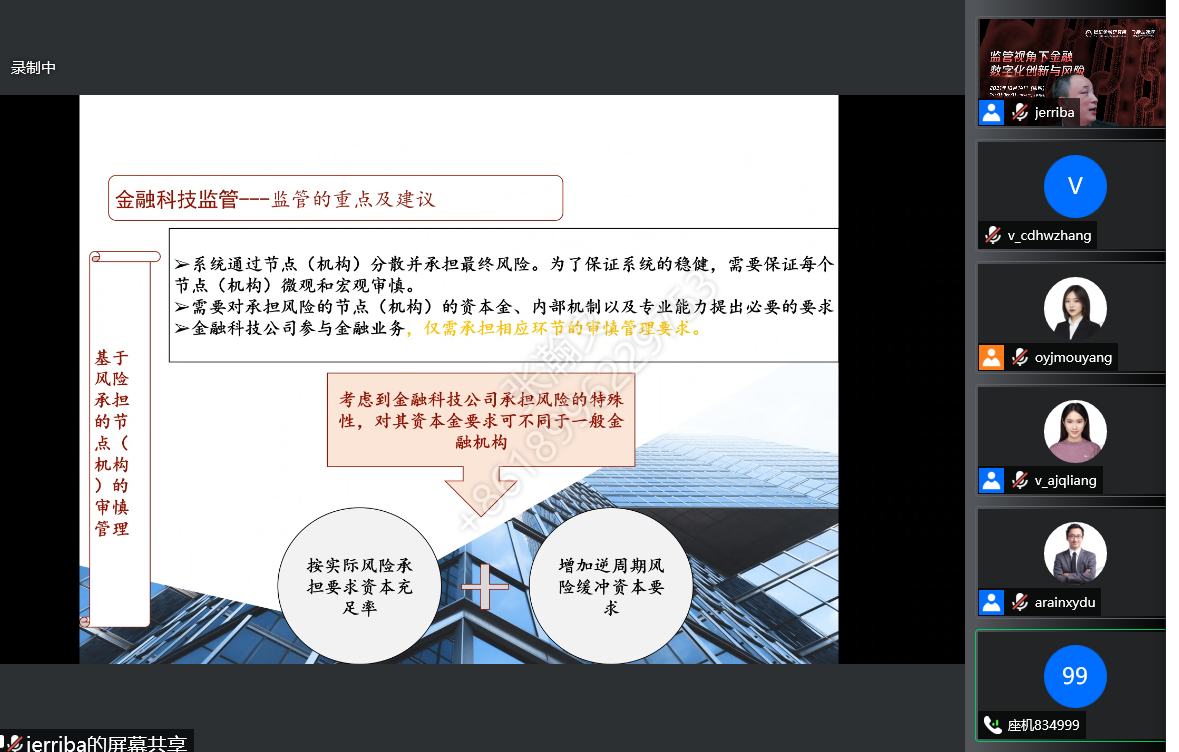 录制中
金融科技监管---监管的重点及建议
➢系统通过节点（机构）分散并承担最终风险。为了保证系统的稳健，需要保证每个
节点（机构）微观和宏观审慎。
➢需要对承担风险的节点（机构）的资本金、内部机制以及专业能力提出必要的要求
➢金融科技公司参与金融业务，仅需承担相应环节的审慎管理要求。
基于
风险
承担
的节
点（
机构
）的
审慎
管理
考虑到金融科技公司承担风险的特殊
性，对其资本金要求可不同于一般金
融机构
按实际风险承
担要求资本充
足率
增加逆周期风
险缓冲资本要
求
jerriba的屏幕共享
监管视角下金融
数字化创新与风险
jerriba
V
v_cdhwzhang
oyjmouyang
v_ajqliang
arainxydu
99
座机834999